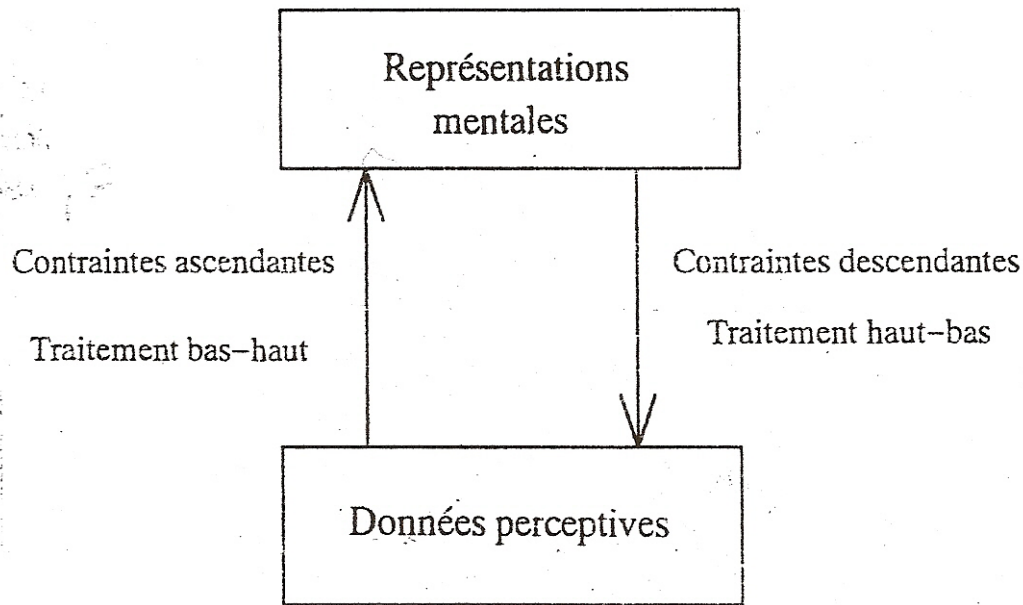 Représentations
mentales
Contraintes ascendantes
Contraintes descendantes
Traitement bas–haut
Traitement haut–bas
Données perceptives